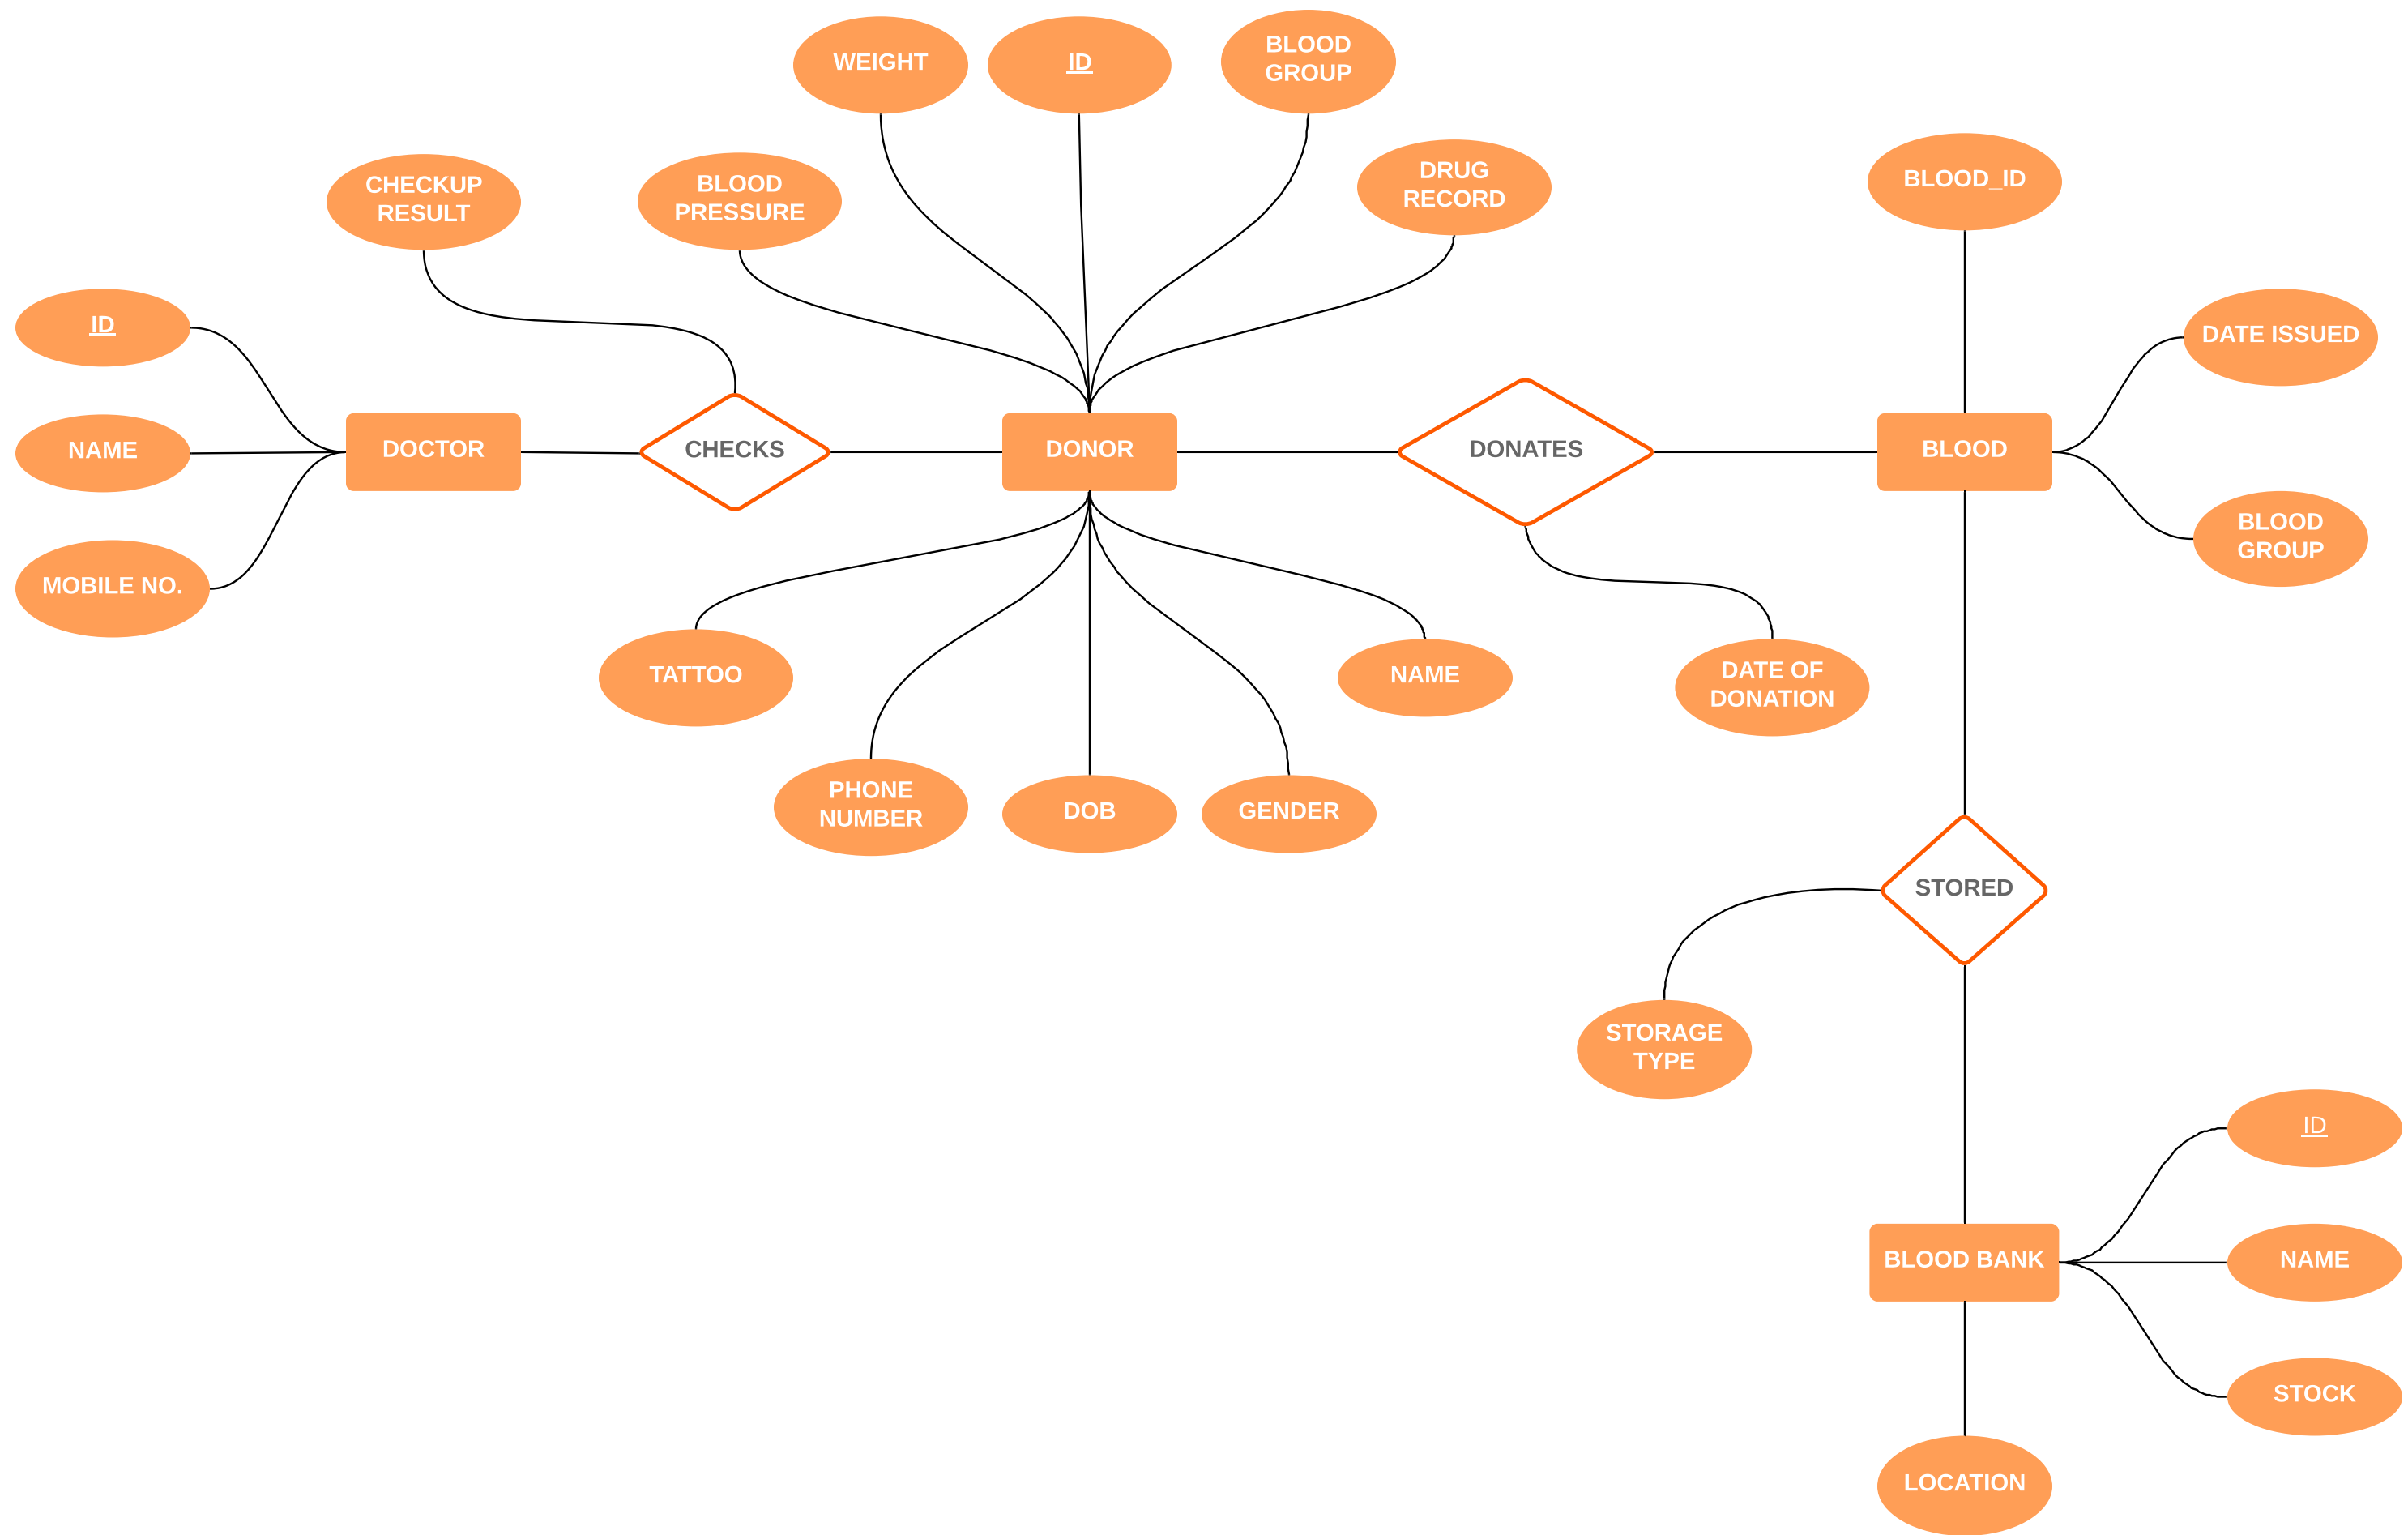 WEIGHT
ID
BLOOD
GROUP
CHECKUP
RESULT
BLOOD
PRESSURE
DRUG
RECORD
BLOOD_ID
ID
DATE ISSUED
NAME
DOCTOR
CHECKS
DONOR
DONATES
BLOOD
BLOOD
GROUP
MOBILE NO.
TATTOO
NAME
DATE OF
DONATION
PHONE
NUMBER
DOB
GENDER
STORED
STORAGE
TYPE
ID
BLOOD BANK
NAME
STOCK
LOCATION